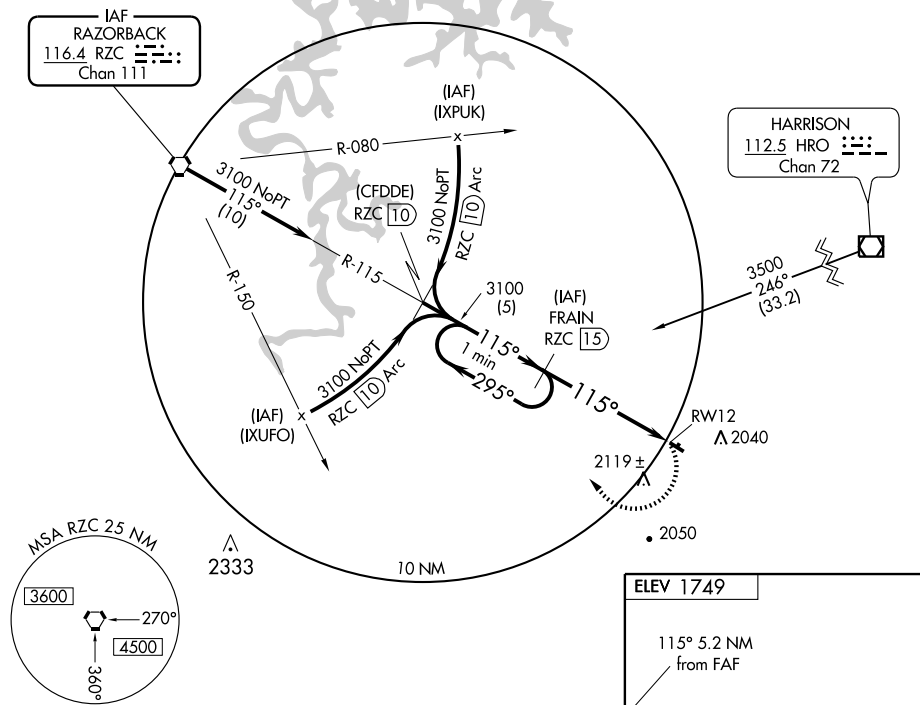 IAF
RAZORBACK
116.4 RZC
Chan 111
(IAF)
(IXPUK)
HARRISON
112.5 HRO
Chan 72
R-080
3100 NoPT
115°
(10)
(CFDDE)
RZC 10
3100 NoPT
RZC 10 Arc
R-115
R-150
3500
246°
(33.2)
3100
(5)
(IAF)
FRAIN
RZC 15
115°
1 min
295°
115°
3100 NoPT
RZC 10 Arc
(IAF)
(IXUFO)
RW12
2040
2119 ±
2050
2333
10 NM
MSA RZC 25 NM
3600
270°
4500
360°
ELEV 1749
115° 5.2 NM
from FAF